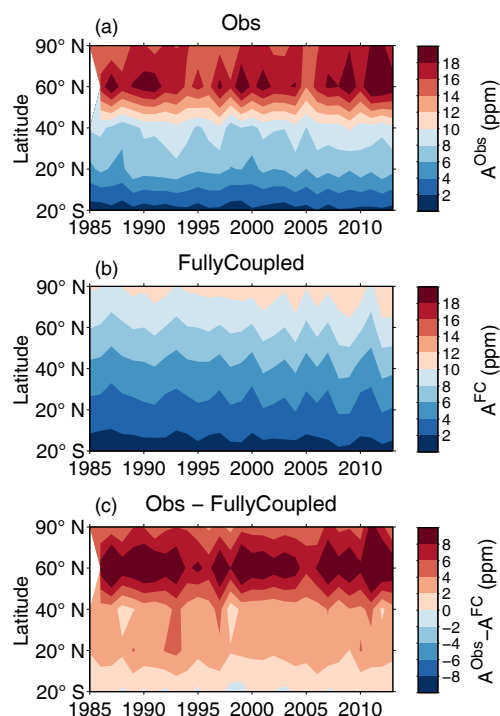 (a) Obs
90° N
60° N
40° N
20° N
20° S
Latitude
1985 1990 1995 2000 2005 2010
18
16
14
12
10
8
6
4
2
A^Obs (ppm)
(b) FullyCoupled
90° N
60° N
40° N
20° N
20° S
Latitude
1985 1990 1995 2000 2005 2010
18
16
14
12
10
8
6
4
2
A^FC (ppm)
(c) Obs − FullyCoupled
90° N
60° N
40° N
20° N
20° S
Latitude
1985 1990 1995 2000 2005 2010
8
6
4
2
0
−2
−4
−6
−8
A^Obs−A^FC (ppm)